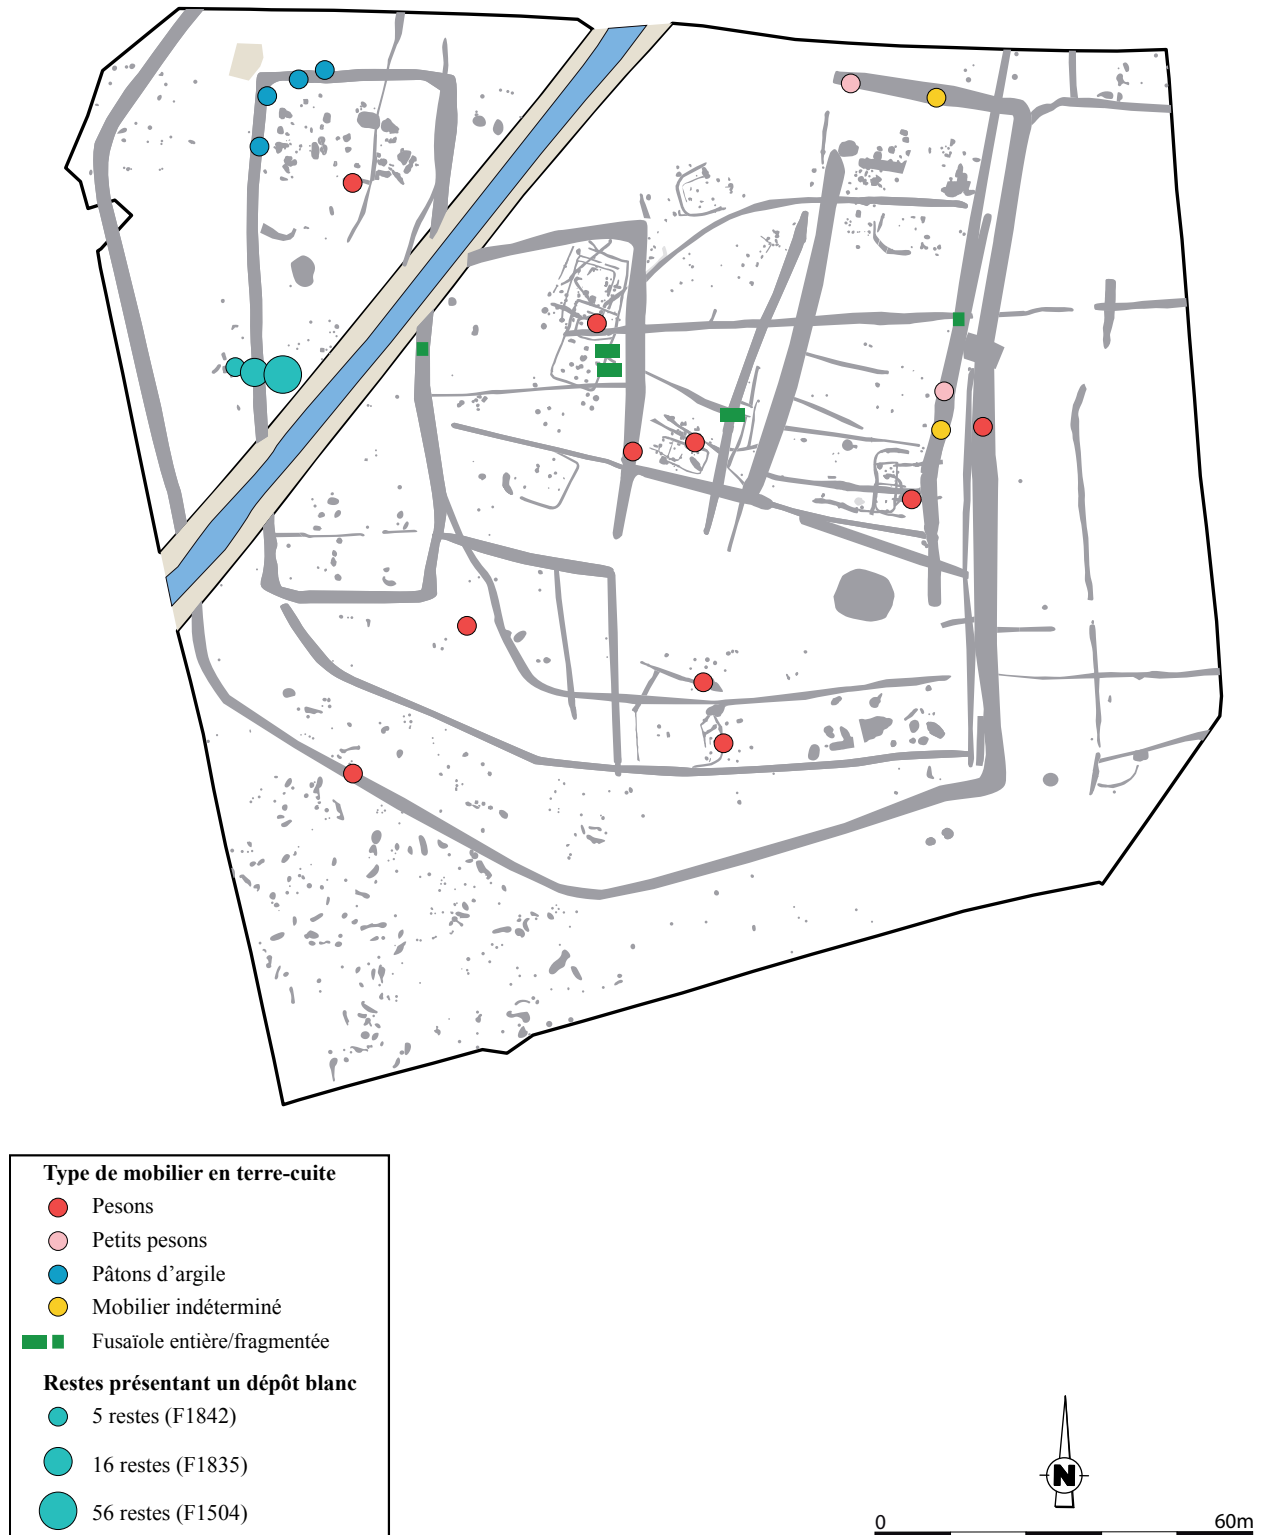 Type de mobilier en terre-cuite
Pesons
Petits pesons
Pâtons d’argile
Mobilier indéterminé
Fusaïole entière/fragmentée
Restes présentant un dépôt blanc
5 restes (F1842)
16 restes (F1835)
56 restes (F1504)
N
0 60m